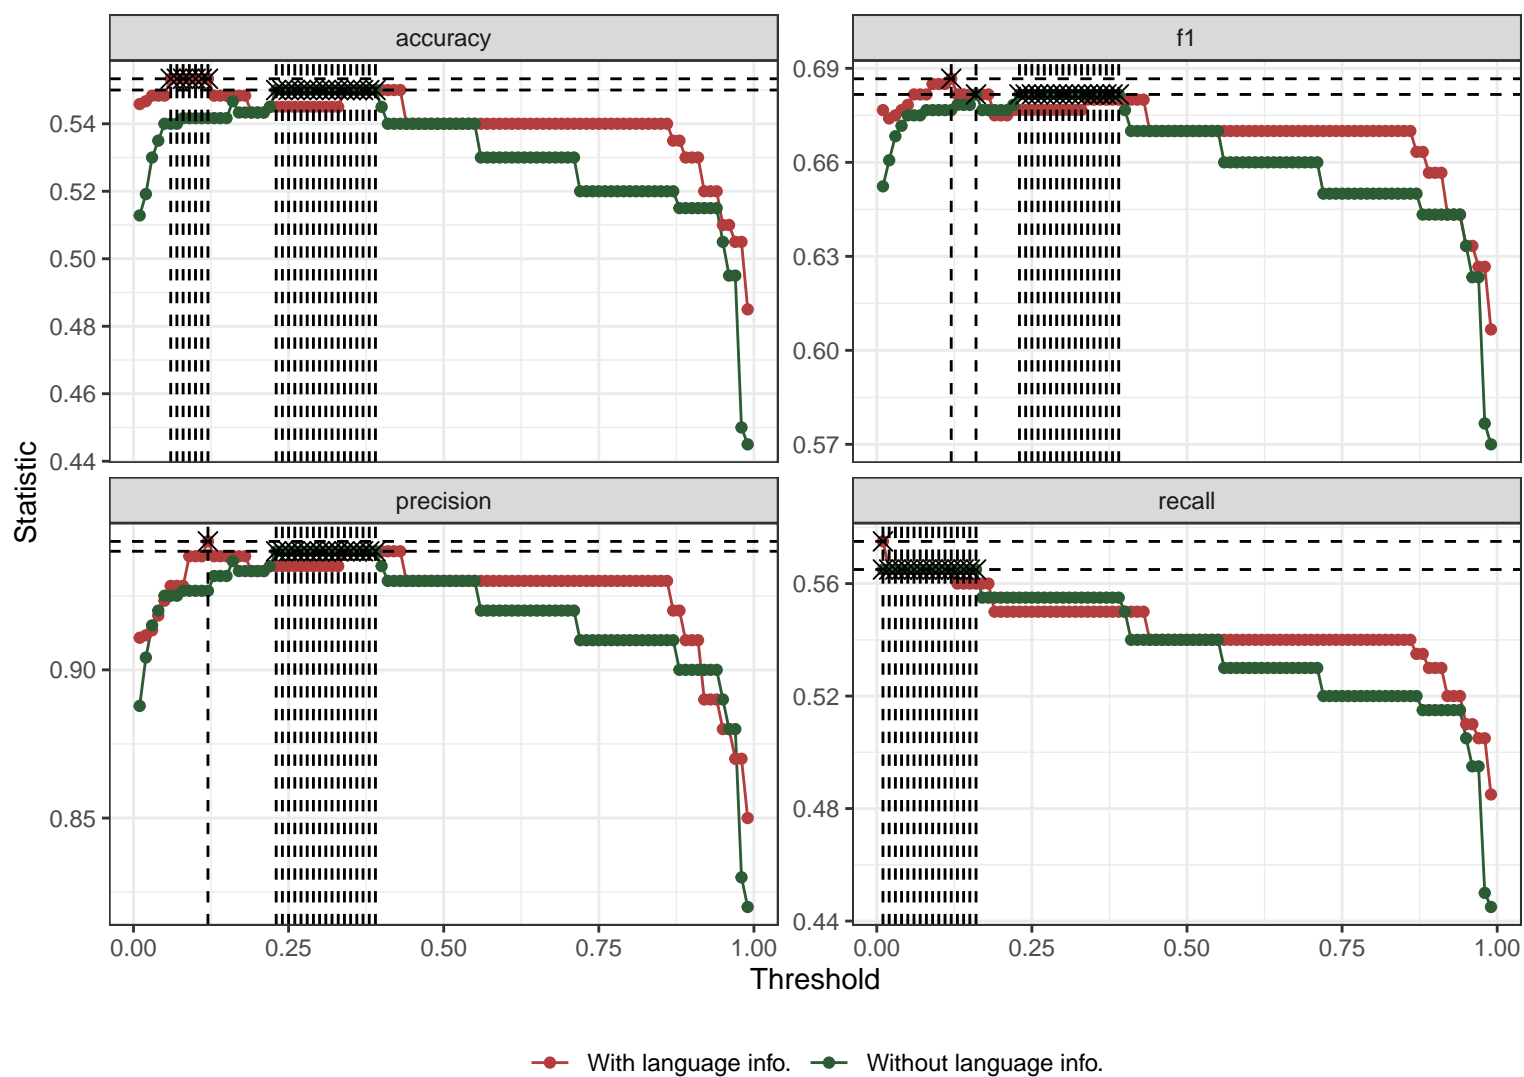 accuracy
f1
0.54
0.52
0.50
0.48
0.46
0.44
0.69
0.66
0.63
0.60
0.57
Statistic
precision
recall
0.90
0.85
0.56
0.52
0.48
0.44
0.00 0.25 0.50 0.75 1.00
0.00 0.25 0.50 0.75 1.00
Threshold
With language info. Without language info.